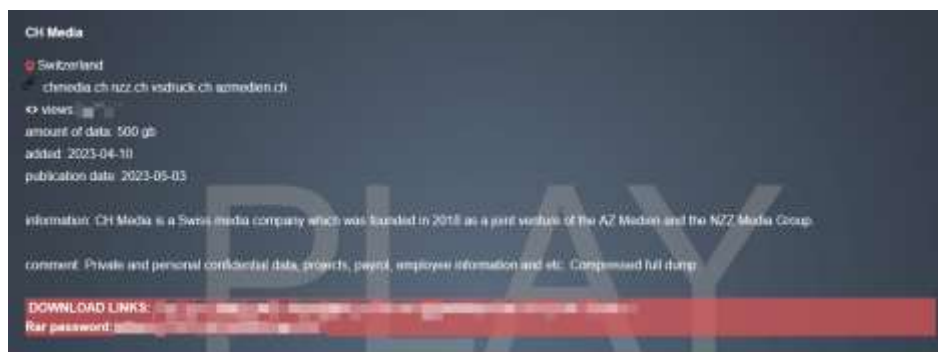 CH Media
Switzerland
chmedia.ch nzz.ch vsdruck.ch azmedien.ch
views:
amount of data: 500 gb
added: 2023-04-10
publication date: 2023-05-03
information: CH Media is a Swiss media company which was founded in 2018 as a joint venture of the AZ Medien and the NZZ Media Group.
comment: Private and personal confidential data, projects, payrol, employee information and etc. Compressed full dump
DOWNLOAD LINKS:
Rar password:
PLAY